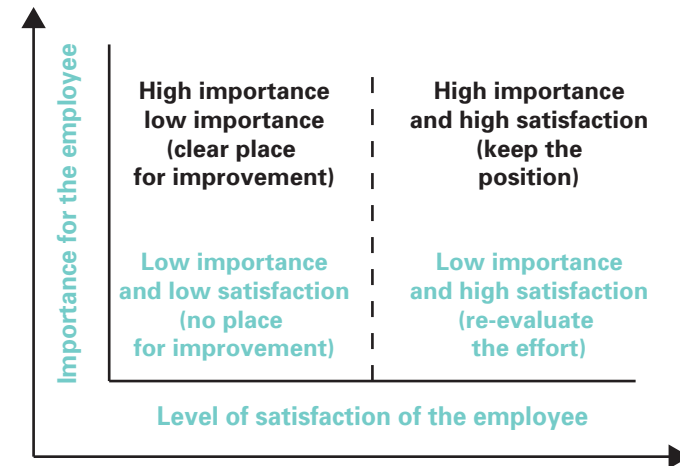 Importance for the employee
High importance
low importance
(clear place
for improvement)
High importance
and high satisfaction
(keep the
position)
Low importance
and low satisfaction
(no place
for improvement)
Low importance
and high satisfaction
(re-evaluate
the effort)
Level of satisfaction of the employee